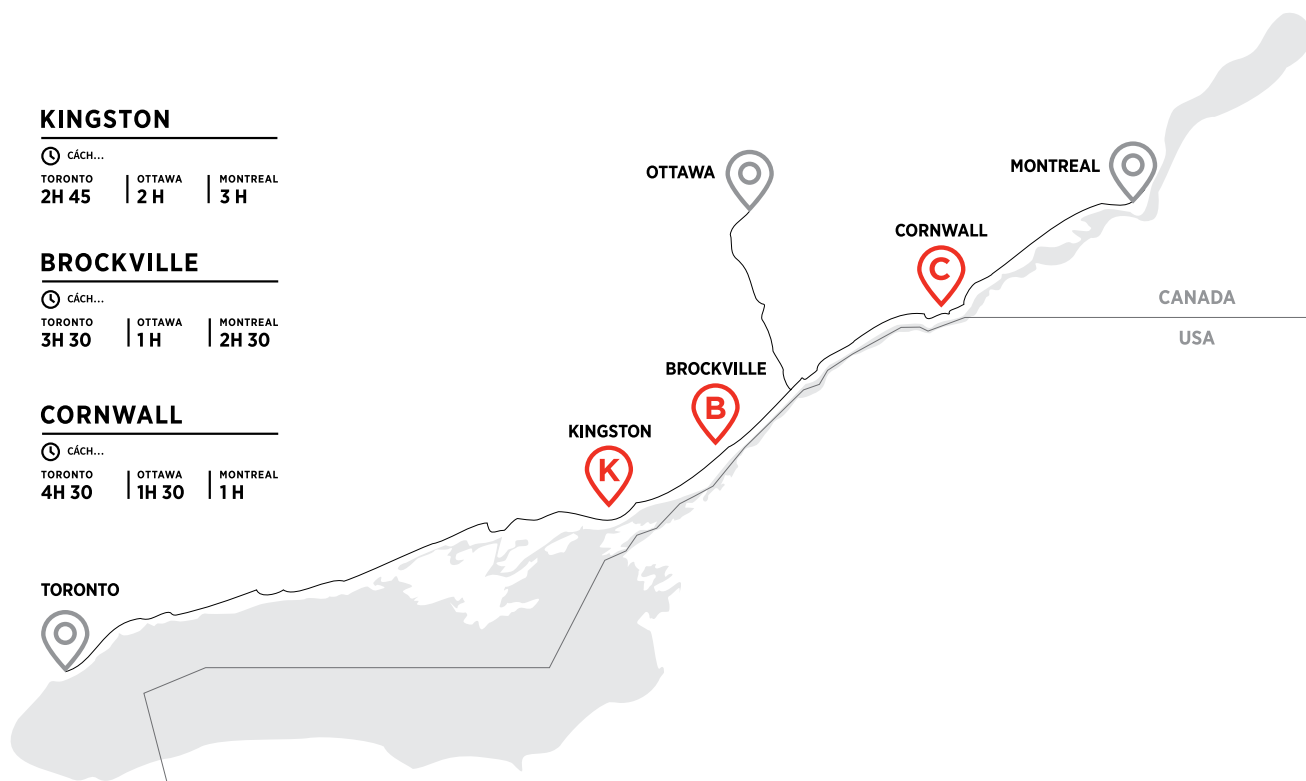 KINGSTON
CÁCH...
TORONTO OTTAWA MONTREAL
2H 45 2 H 3 H
BROCKVILLE
CÁCH...
TORONTO OTTAWA MONTREAL
3H 30 1 H 2H 30
CORNWALL
CÁCH...
TORONTO OTTAWA MONTREAL
4H 30 1H 30 1 H
OTTAWA
MONTREAL
CORNWALL
C
CANADA
USA
BROCKVILLE
B
KINGSTON
K
TORONTO